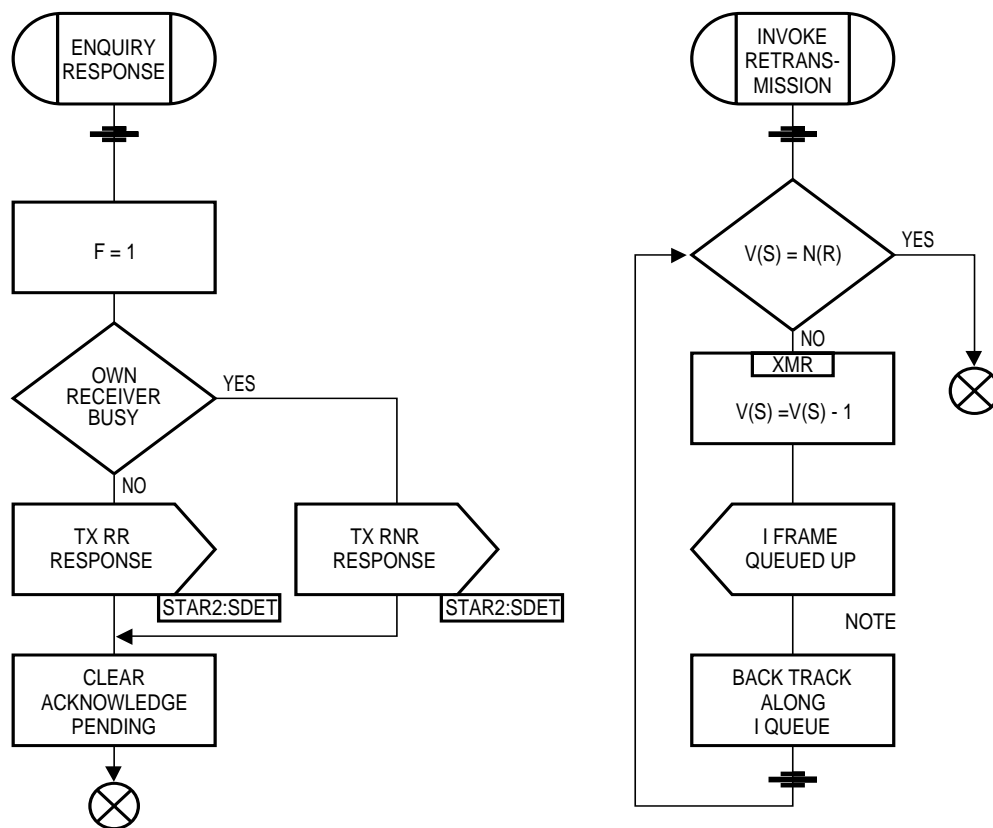 ENQUIRY
RESPONSE
F = 1
OWN
RECEIVER
BUSY
YES
NO
TX RR
RESPONSE
STAR2:SDET
TX RNR
RESPONSE
STAR2:SDET
CLEAR
ACKNOWLEDGE
PENDING
INVOKE
RETRANS-
MISSION
V(S) = N(R)
YES
NO
XMR
V(S) =V(S) - 1
I FRAME
QUEUED UP
NOTE
BACK TRACK
ALONG
I QUEUE